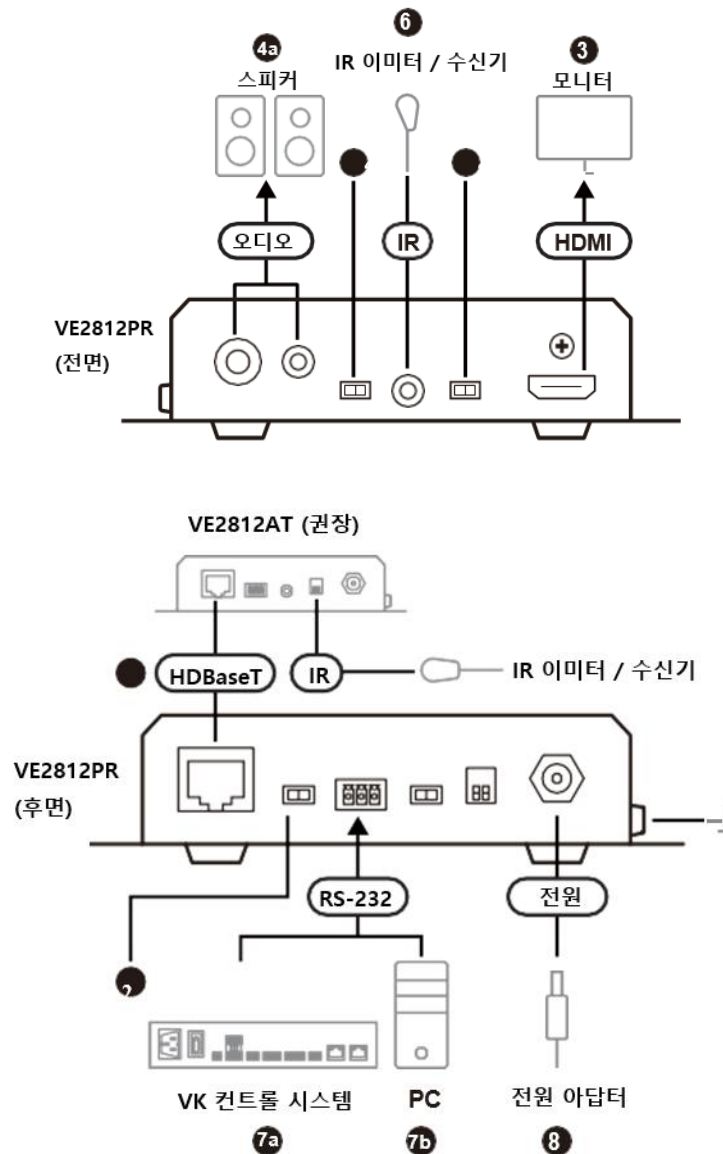 6
4a
3
IR 이미터 / 수신기
스피커
모니터
오디오
IR
HDMI
VE2812PR
(전면)
VE2812AT (권장)
HDBaseT
IR
IR 이미터 / 수신기
VE2812PR
(후면)
RS-232
전원
2
VK 컨트롤 시스템
PC
전원 아답터
7a
7b
8